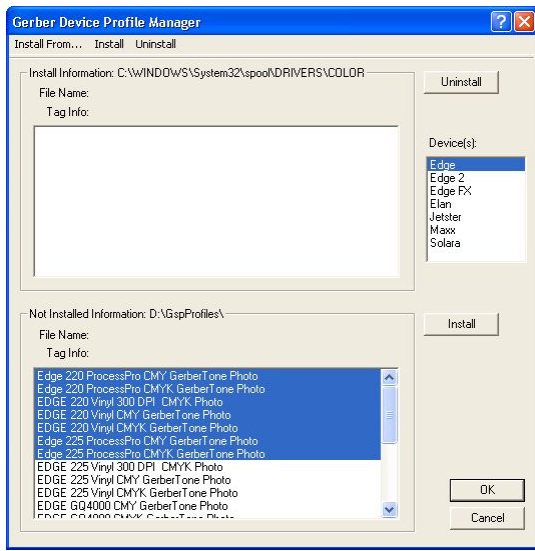 Gerber Device Profile Manager
Install From... Install Uninstall
Install Information: C:\WINDOWS\System32\spool\DRIVERS\COLOR
Uninstall
File Name:
Tag Info:
Device(s):
Edge
Edge 2
Edge FX
Elan
Jetster
Maxx
Solara
Not Installed Information: D:\GspProfiles\
Install
File Name:
Tag Info:
Edge 220 ProcessPro CMY GerberTone Photo
Edge 220 ProcessPro CMYK GerberTone Photo
EDGE 220 Vinyl 300 DPI CMYK Photo
EDGE 220 Vinyl CMY GerberTone Photo
EDGE 220 Vinyl CMYK GerberTone Photo
Edge 225 ProcessPro CMY GerberTone Photo
Edge 225 ProcessPro CMYK GerberTone Photo
EDGE 225 Vinyl 300 DPI CMYK Photo
EDGE 225 Vinyl CMY GerberTone Photo
EDGE 225 Vinyl CMYK GerberTone Photo
EDGE GQ4000 CMY GerberTone Photo
EDGE GQ4000 CMYK GerberTone Photo
OK
Cancel